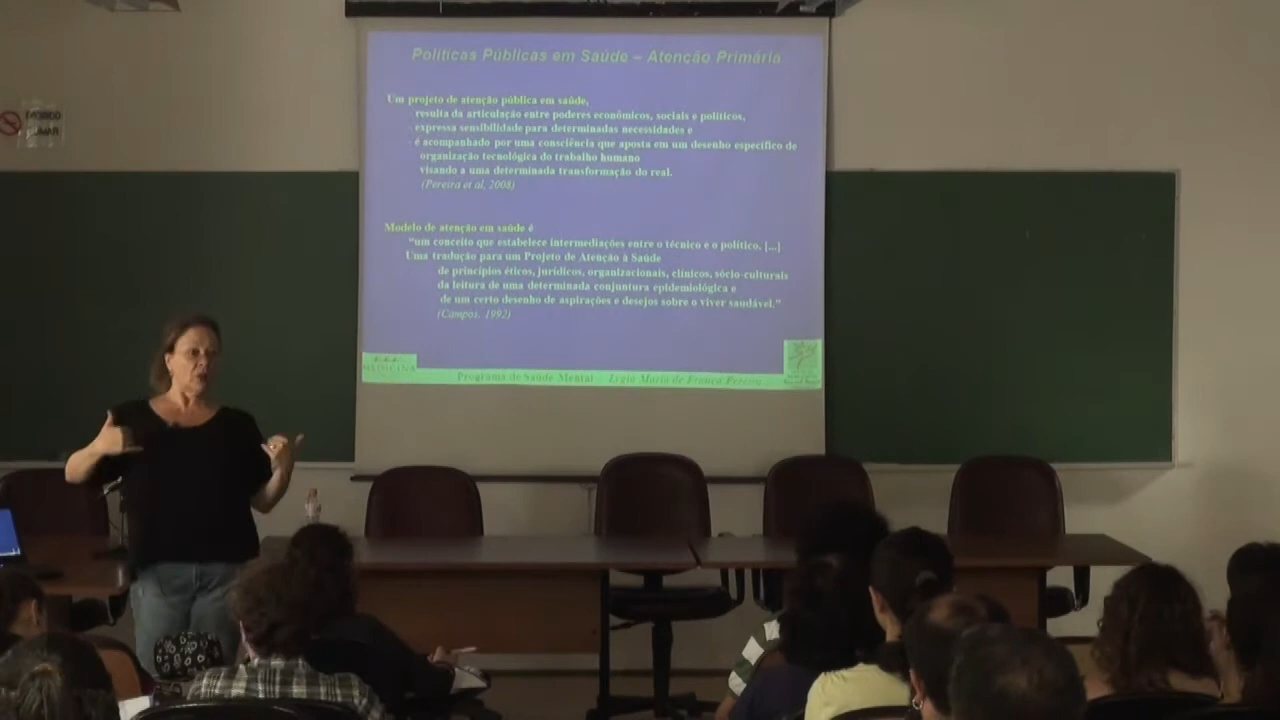 Políticas Públicas em Saúde – Atenção Primária
PROIBIDO
FUMAR
Um projeto de atenção pública em saúde,
resulta da articulação entre poderes econômicos, sociais e políticos,
expressa sensibilidade para determinadas necessidades e
é acompanhado por uma consciência que aposta em um desenho específico de
organização tecnológica do trabalho humano
visando a uma determinada transformação do real.
(Pereira et al, 2008)
Modelo de atenção em saúde é
“um conceito que estabelece intermediações entre o técnico e o político. [...]
Uma tradução para um Projeto de Atenção à Saúde
de princípios éticos, jurídicos, organizacionais, clínicos, sócio-culturais
da leitura de uma determinada conjuntura epidemiológica e
de um certo desenho de aspirações e desejos sobre o viver saudável.”
(Campos, 1992)
MEDICINA
Programa de Saúde Mental Lygia Maria de França Pereira